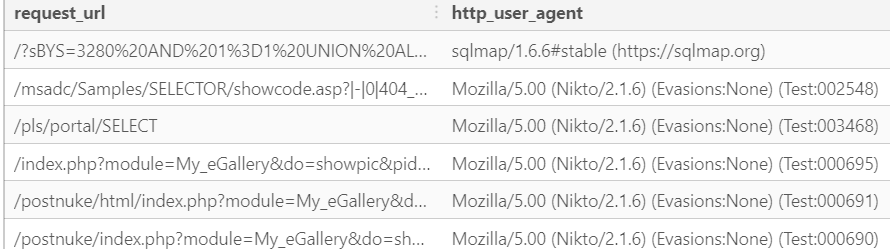 request_url http_user_agent
/?sBYS=3280%20AND%201%3D1%20UNION%20AL... sqlmap/1.6.6#stable (https://sqlmap.org)
/msadc/Samples/SELECTOR/showcode.asp?|-|0|404_... Mozilla/5.00 (Nikto/2.1.6) (Evasions:None) (Test:002548)
/pls/portal/SELECT Mozilla/5.00 (Nikto/2.1.6) (Evasions:None) (Test:003468)
/index.php?module=My_eGallery&do=showpic&pid... Mozilla/5.00 (Nikto/2.1.6) (Evasions:None) (Test:000695)
/postnuke/html/index.php?module=My_eGallery&d... Mozilla/5.00 (Nikto/2.1.6) (Evasions:None) (Test:000691)
/postnuke/index.php?module=My_eGallery&do=sh... Mozilla/5.00 (Nikto/2.1.6) (Evasions:None) (Test:000690)